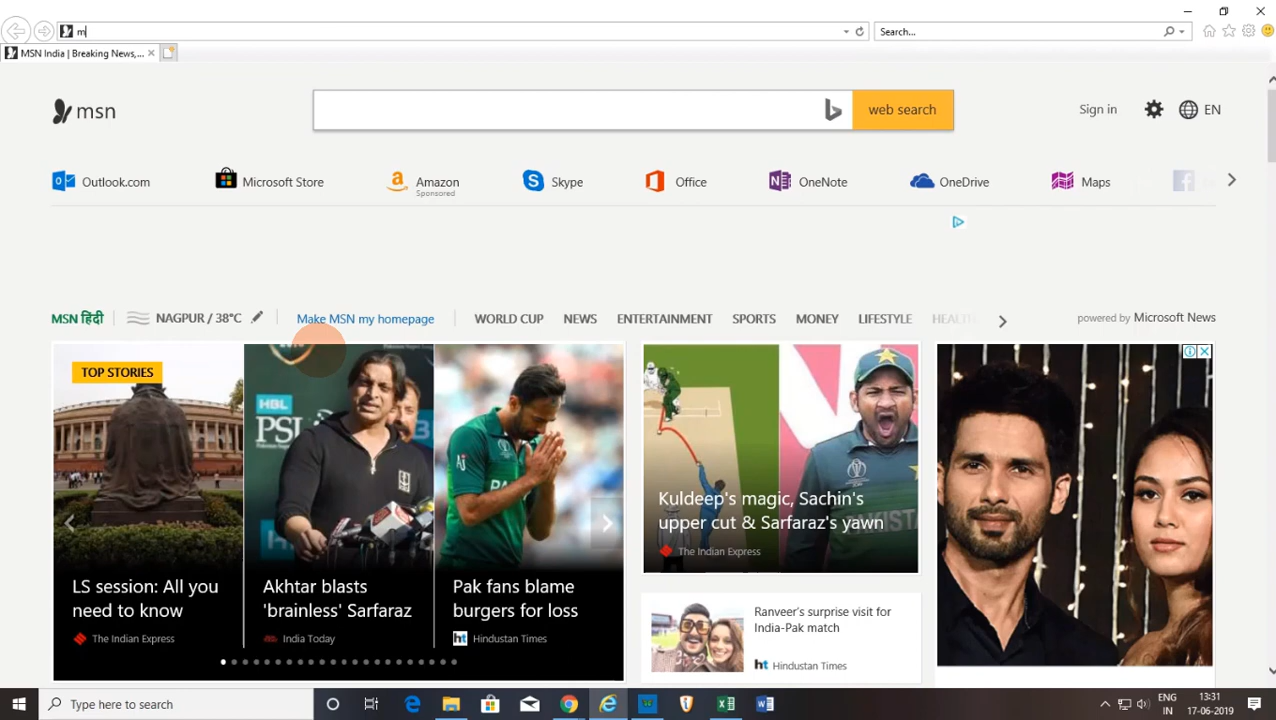 m
Search...
MSN India | Breaking News,...
msn
web search
Sign in
EN
Outlook.com
Microsoft Store
Amazon
Sponsored
Skype
Office
OneNote
OneDrive
Maps
MSN हिंदी
NAGPUR / 38°C
Make MSN my homepage
WORLD CUP
NEWS
ENTERTAINMENT
SPORTS
MONEY
LIFESTYLE
HEALTH
powered by Microsoft News
TOP STORIES
HBL
PSL
LS session: All you
need to know
The Indian Express
Akhtar blasts
'brainless' Sarfaraz
India Today
Pak fans blame
burgers for loss
ht Hindustan Times
Kuldeep's magic, Sachin's
upper cut & Sarfaraz's yawn
The Indian Express
Ranveer's surprise visit for
India-Pak match
ht Hindustan Times
Type here to search
ENG
IN
13:31
17-06-2019